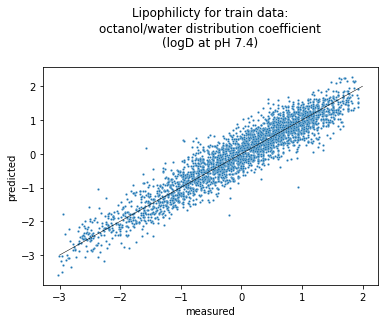 Lipophilicty for train data:
octanol/water distribution coefficient
(logD at pH 7.4)
2
1
0
−1
−2
−3
predicted
−3
−2
−1
0
1
2
measured